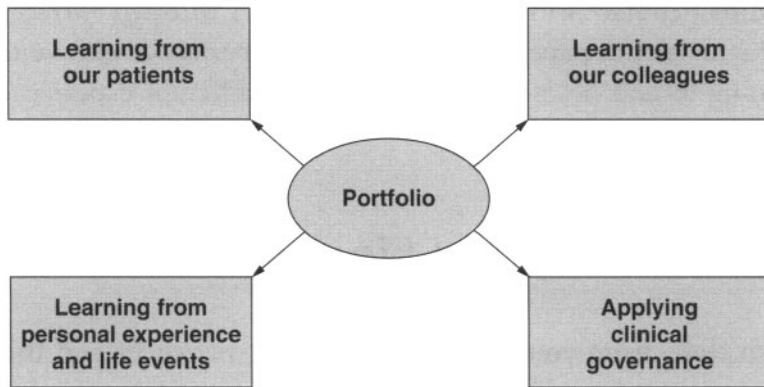 Learning from
our patients
Learning from
our colleagues
Portfolio
Learning from
personal experience
and life events
Applying
clinical
governance